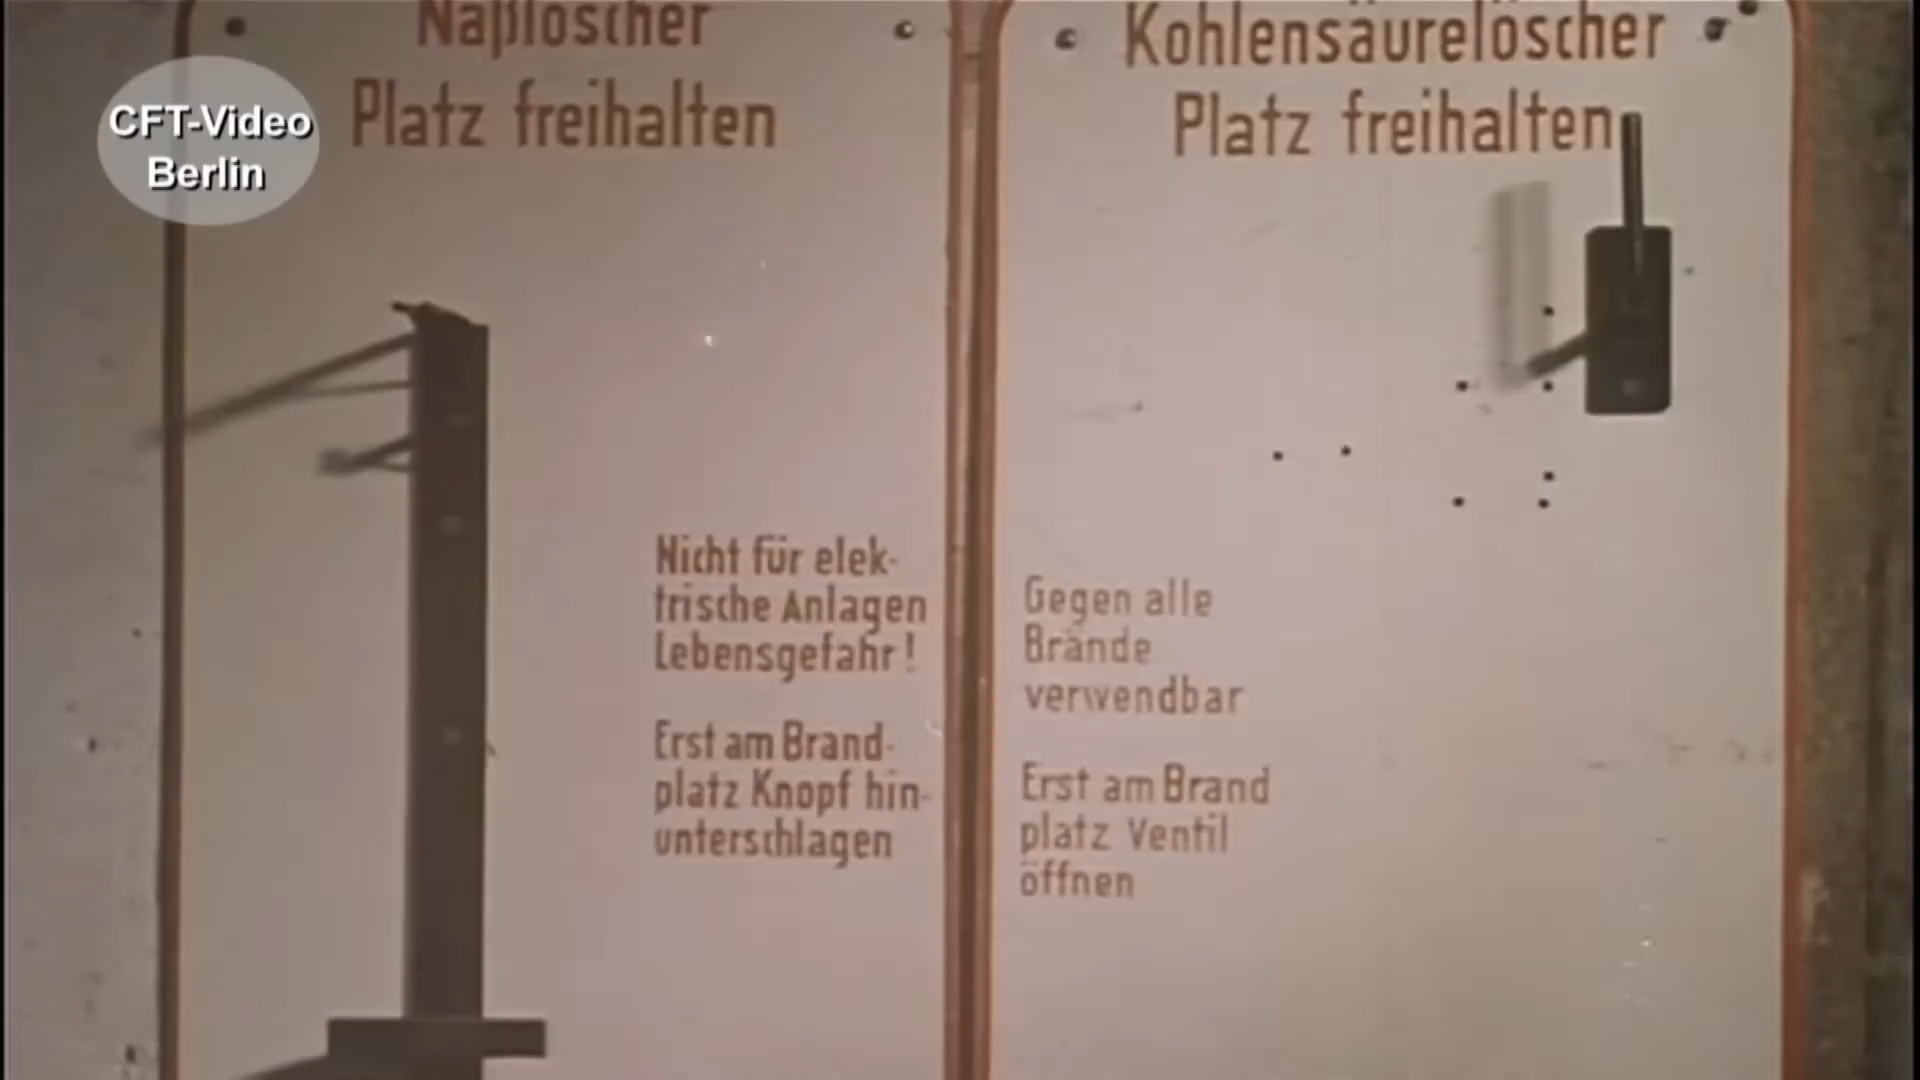 CFT-Video
Berlin
Naßlöscher
Platz freihalten
Nicht für elek-
trische Anlagen
Lebensgefahr!
Erst am Brand-
platz Knopf hin-
unterschlagen
Kohlensäurelöscher
Platz freihalten
Gegen alle
Brände
verwendbar
Erst am Brand
platz Ventil
öffnen